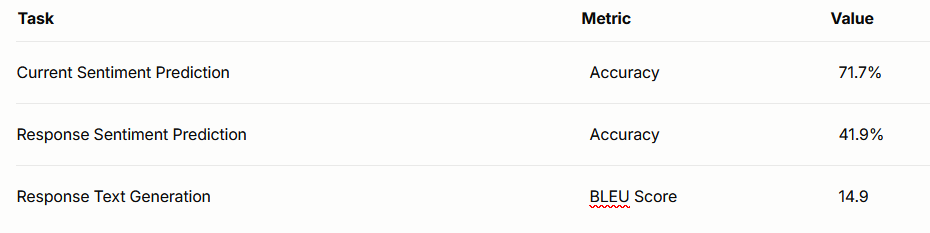 Task Metric Value
Current Sentiment Prediction Accuracy 71.7%
Response Sentiment Prediction Accuracy 41.9%
Response Text Generation BLEU Score 14.9